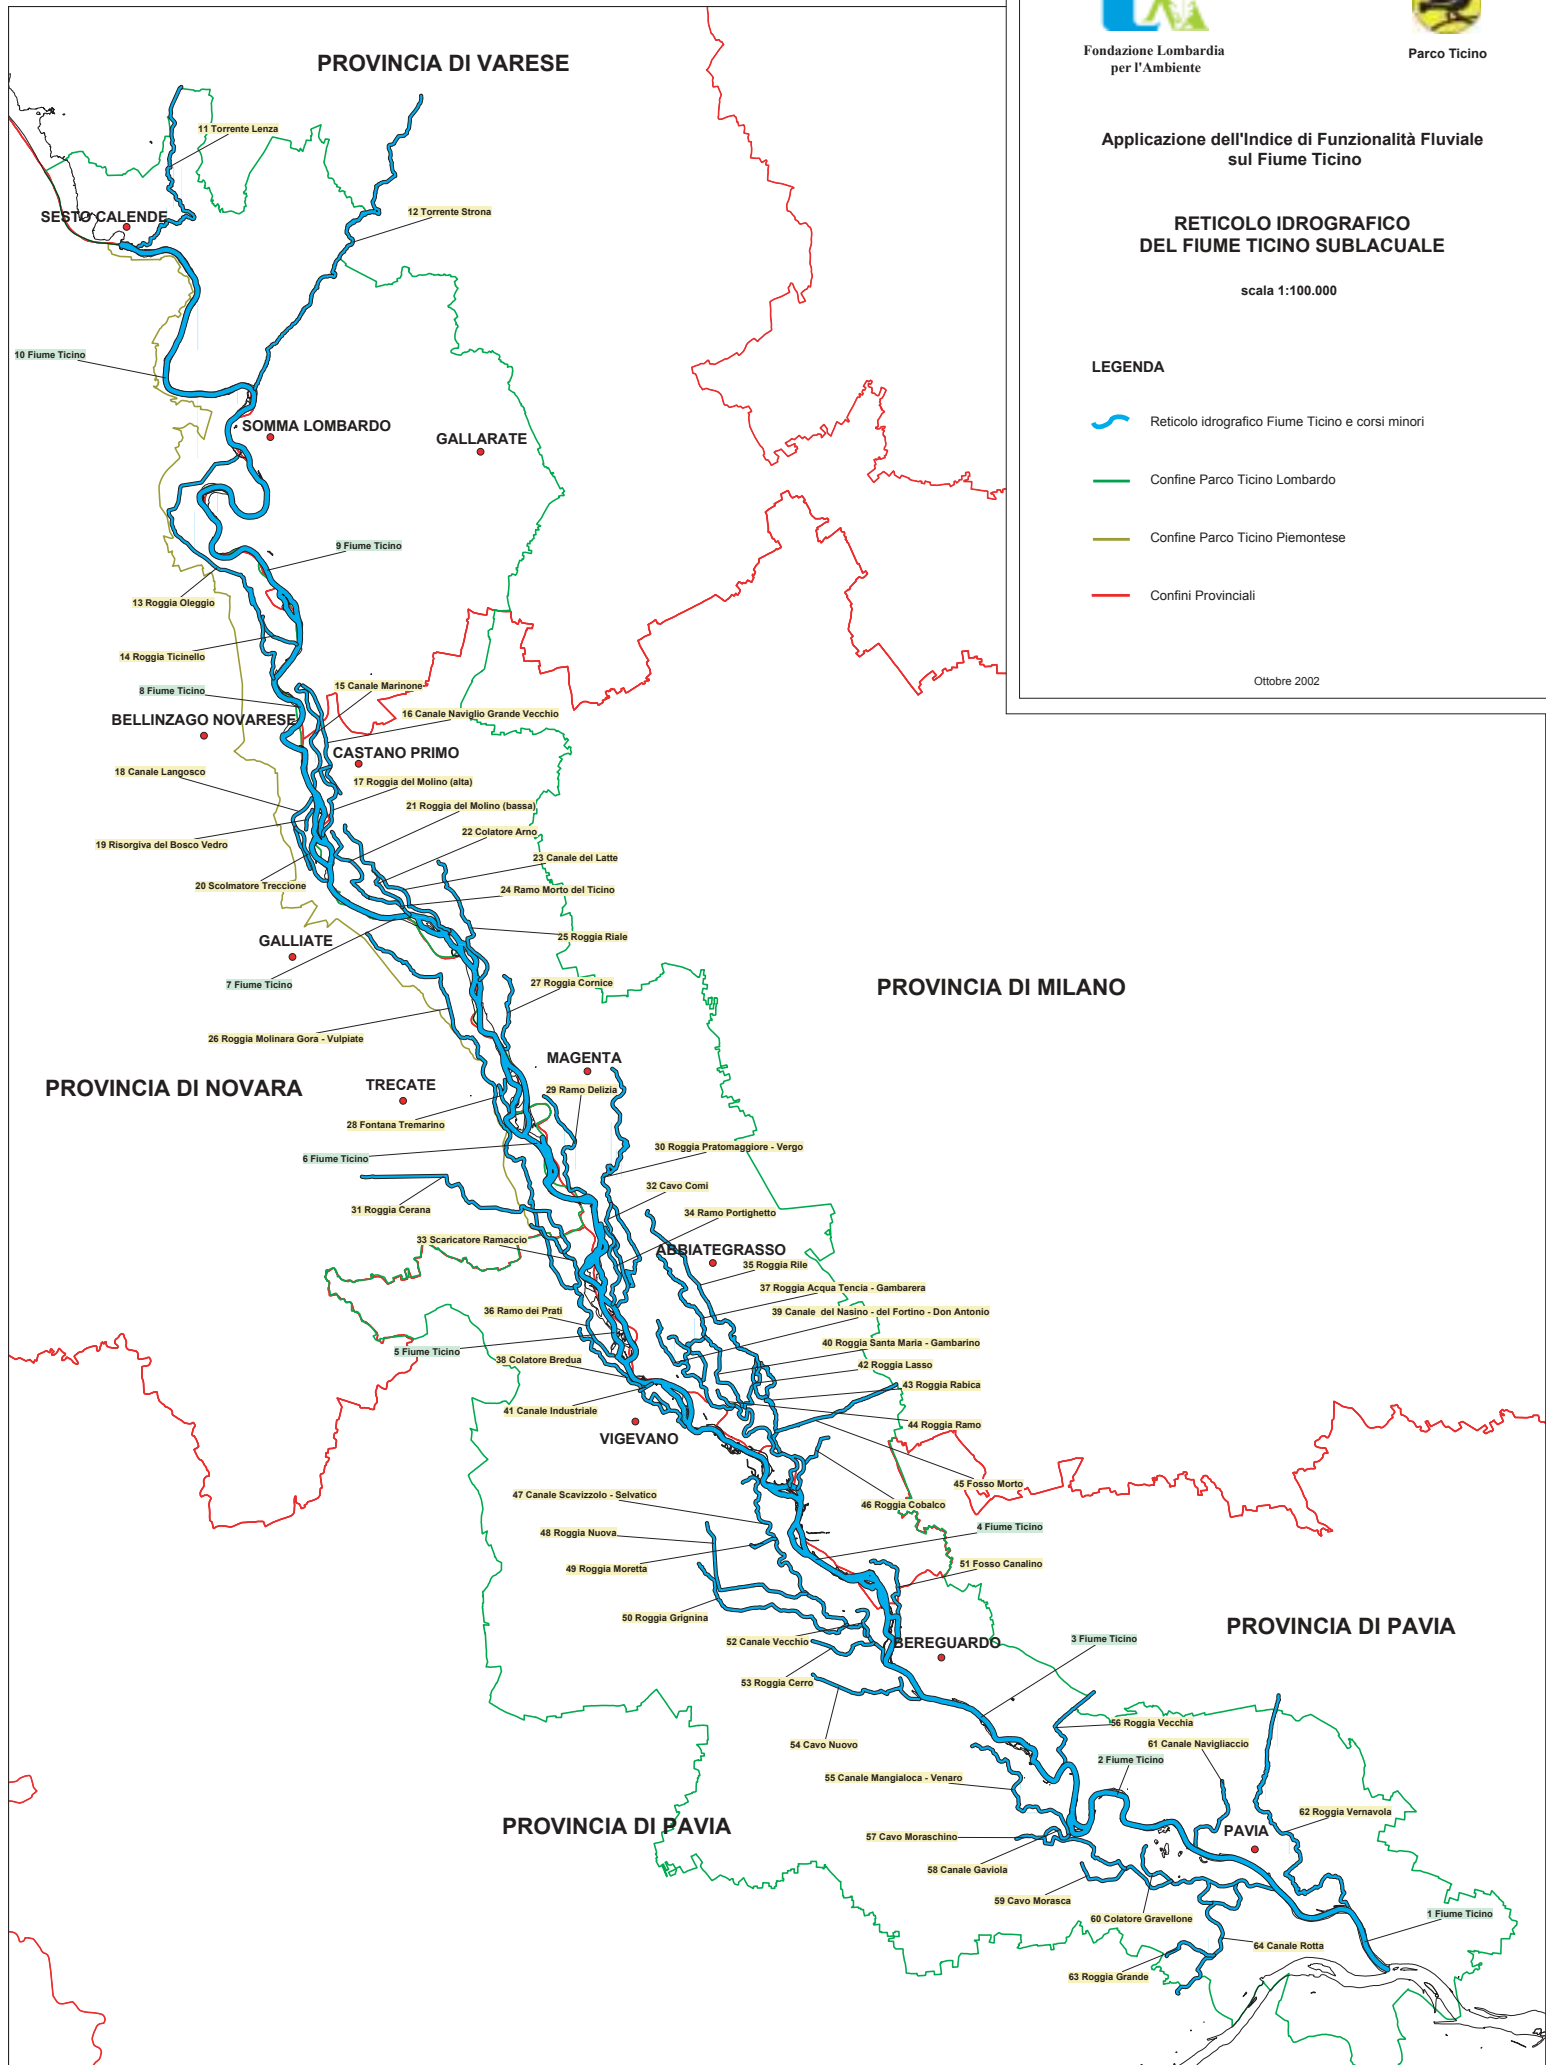 Fondazione Lombardia
per l'Ambiente
Parco Ticino
Applicazione dell'Indice di Funzionalità Fluviale
sul Fiume Ticino
RETICOLO IDROGRAFICO
DEL FIUME TICINO SUBLACUALE
scala 1:100.000
LEGENDA
Reticolo idrografico Fiume Ticino e corsi minori
Confine Parco Ticino Lombardo
Confine Parco Ticino Piemontese
Confini Provinciali
Ottobre 2002
PROVINCIA DI VARESE
11 Torrente Lenza
12 Torrente Strona
SESTO CALENDE
10 Fiume Ticino
SOMMA LOMBARDO
GALLARATE
9 Fiume Ticino
13 Roggia Oleggio
14 Roggia Ticinello
8 Fiume Ticino
15 Canale Marinone
16 Canale Naviglio Grande Vecchio
BELLINZAGO NOVARESE
CASTANO PRIMO
18 Canale Langosco
17 Roggia del Molino (alta)
21 Roggia del Molino (bassa)
22 Colatore Arno
19 Risorgiva del Bosco Vedro
23 Canale del Latte
20 Scolmatore Treccione
24 Ramo Morto del Ticino
25 Roggia Riale
GALLIATE
7 Fiume Ticino
27 Roggia Cornice
PROVINCIA DI MILANO
26 Roggia Molinara Gora - Vulpiate
MAGENTA
PROVINCIA DI NOVARA
TRECATE
29 Ramo Delizia
28 Fontana Tremarino
30 Roggia Pratomaggiore - Vergo
6 Fiume Ticino
32 Cavo Comi
31 Roggia Cerana
34 Ramo Portighetto
33 Scaricatore Ramaccio
ABBIATEGRASSO
35 Roggia Rile
37 Roggia Acqua Tencia - Gambarera
36 Ramo dei Prati
39 Canale del Nasino - del Fortino - Don Antonio
5 Fiume Ticino
40 Roggia Santa Maria - Gambarino
38 Colatore Bredua
42 Roggia Lasso
43 Roggia Rabica
41 Canale Industriale
44 Roggia Ramo
VIGEVANO
45 Fosso Morto
47 Canale Scavizzolo - Selvatico
46 Roggia Cobalco
48 Roggia Nuova
4 Fiume Ticino
49 Roggia Moretta
51 Fosso Canalino
50 Roggia Grignina
PROVINCIA DI PAVIA
52 Canale Vecchio
BEREGUARDO
3 Fiume Ticino
53 Roggia Cerro
56 Roggia Vecchia
54 Cavo Nuovo
61 Canale Navigliaccio
2 Fiume Ticino
55 Canale Mangialoca - Venaro
62 Roggia Vernavola
PROVINCIA DI PAVIA
57 Cavo Moraschino
PAVIA
58 Canale Gaviola
59 Cavo Morasca
60 Colatore Gravellone
1 Fiume Ticino
64 Canale Rotta
63 Roggia Grande